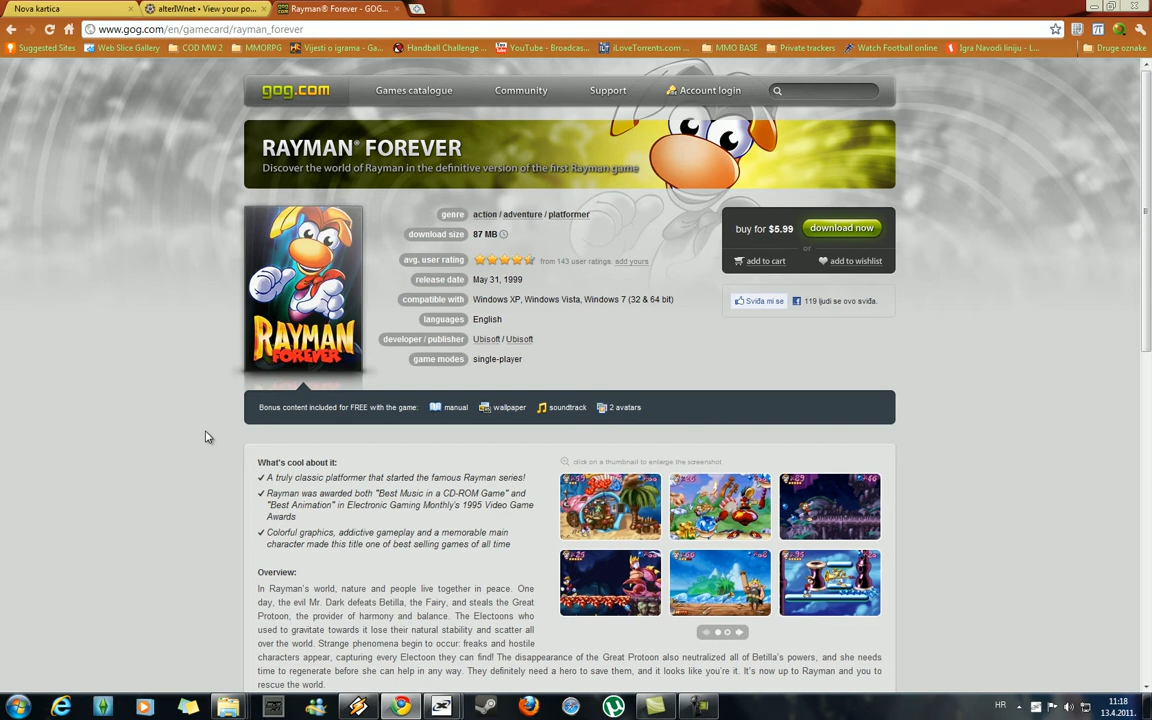 Nova kartica
alterIWnet • View your po...
Rayman® Forever - GOG...
www.gog.com/en/gamecard/rayman_forever
Suggested Sites
Web Slice Gallery
COD MW 2
MMORPG
Vijesti o igrama - Ga...
Handball Challenge ...
YouTube - Broadcas...
iLoveTorrents.com ...
MMO BASE
Private trackers
Watch Football online
Igra Navodi liniju - L...
Druge oznake
gog.com
Games catalogue
Community
Support
Account login
RAYMAN® FOREVER
Discover the world of Rayman in the definitive version of the first Rayman game
RAYMAN
FOREVER
genre action / adventure / platformer
download size 87 MB
avg. user rating from 143 user ratings. add yours
release date May 31, 1999
compatible with Windows XP, Windows Vista, Windows 7 (32 & 64 bit)
languages English
developer / publisher Ubisoft / Ubisoft
game modes single-player
buy for $5.99 download now
or
add to cart add to wishlist
Sviđa mi se 119 ljudi se ovo sviđa.
Bonus content included for FREE with the game: manual wallpaper soundtrack 2 avatars
What's cool about it:
A truly classic platformer that started the famous Rayman series!
Rayman was awarded both "Best Music in a CD-ROM Game" and
"Best Animation" in Electronic Gaming Monthly's 1995 Video Game
Awards
Colorful graphics, addictive gameplay and a memorable main
character made this title one of best selling games of all time
click on a thumbnail to enlarge the screenshot
Overview:
In Rayman's world, nature and people live together in peace. One
day, the evil Mr. Dark defeats Betilla, the Fairy, and steals the Great
Protoon, the provider of harmony and balance. The Electoons who
used to gravitate towards it lose their natural stability and scatter all
over the world. Strange phenomena begin to occur: freaks and hostile
characters appear, capturing every Electoon they can find! The disappearance of the Great Protoon also neutralized all of Betilla's powers, and she needs
time to regenerate before she can help in any way. They definitely need a hero to save them, and it looks like you're it. It's now up to Rayman and you to
rescue the world.
HR
11:18
13.4.2011.